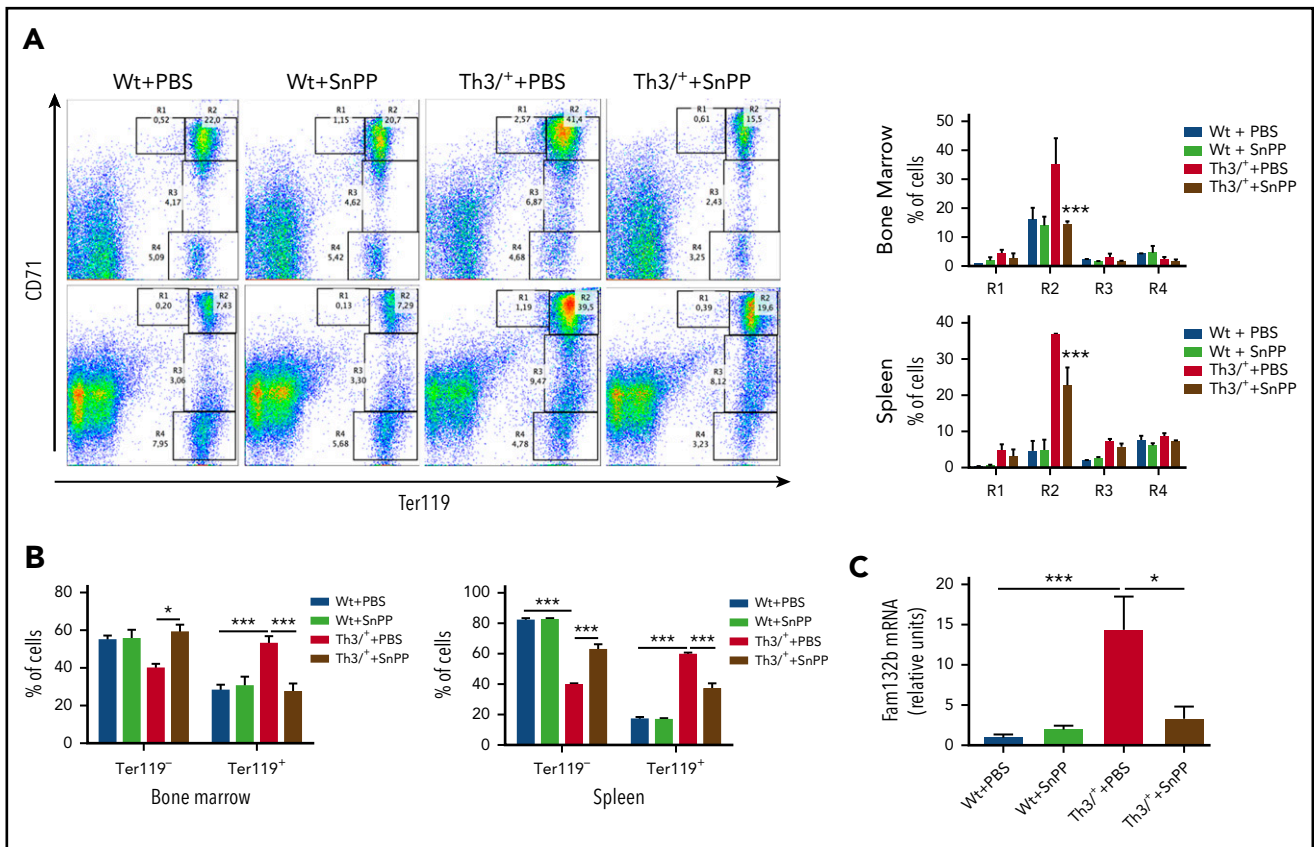 A
Wt+PBS Wt+SnPP Th3/⁺+PBS Th3/⁺+SnPP
R1 0,52 R2 22,0 R3 4,17 R4 5,09
R1 1,15 R2 20,7 R3 4,62 R4 5,42
R1 2,57 R2 41,4 R3 6,87 R4 4,68
R1 0,61 R2 15,5 R3 2,43 R4 3,25
R1 0,20 R2 7,43 R3 3,06 R4 7,95
R1 0,13 R2 7,29 R3 3,30 R4 5,68
R1 1,19 R2 39,5 R3 9,47 R4 4,78
R1 0,39 R2 19,6 R3 8,12 R4 3,23
CD71
Ter119
Bone Marrow
% of cells
50
40
30
20
10
0
***
R1 R2 R3 R4
Wt + PBS
Wt + SnPP
Th3/⁺+PBS
Th3/⁺+SnPP
Spleen
% of cells
40
30
20
10
0
***
R1 R2 R3 R4
Wt + PBS
Wt + SnPP
Th3/⁺+PBS
Th3/⁺+SnPP
B
% of cells
80
60
40
20
0
* *** ***
Ter119⁻ Ter119⁺
Bone marrow
Wt+PBS
Wt+SnPP
Th3/⁺+PBS
Th3/⁺+SnPP
% of cells
100
80
60
40
20
0
*** *** *** ***
Ter119⁻ Ter119⁺
Spleen
Wt+PBS
Wt+SnPP
Th3/⁺+PBS
Th3/⁺+SnPP
C
Fam132b mRNA
(relative units)
20
15
10
5
0
*** *
Wt+PBS Wt+SnPP Th3/⁺+PBS Th3/⁺+SnPP